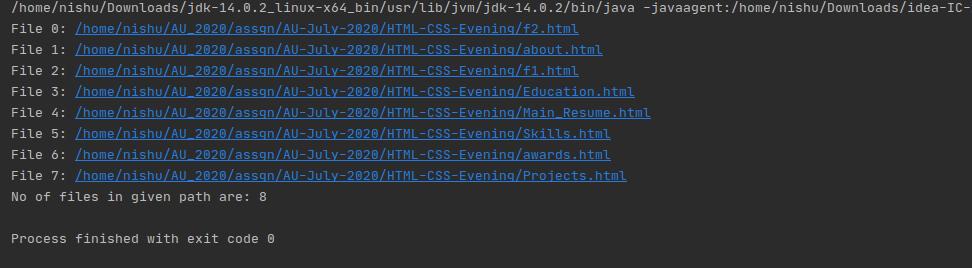 /home/nishu/Downloads/jdk-14.0.2_linux-x64_bin/usr/lib/jvm/jdk-14.0.2/bin/java -javaagent:/home/nishu/Downloads/idea-IC-
File 0: /home/nishu/AU_2020/assgn/AU-July-2020/HTML-CSS-Evening/f2.html
File 1: /home/nishu/AU_2020/assgn/AU-July-2020/HTML-CSS-Evening/about.html
File 2: /home/nishu/AU_2020/assgn/AU-July-2020/HTML-CSS-Evening/f1.html
File 3: /home/nishu/AU_2020/assgn/AU-July-2020/HTML-CSS-Evening/Education.html
File 4: /home/nishu/AU_2020/assgn/AU-July-2020/HTML-CSS-Evening/Main_Resume.html
File 5: /home/nishu/AU_2020/assgn/AU-July-2020/HTML-CSS-Evening/Skills.html
File 6: /home/nishu/AU_2020/assgn/AU-July-2020/HTML-CSS-Evening/awards.html
File 7: /home/nishu/AU_2020/assgn/AU-July-2020/HTML-CSS-Evening/Projects.html
No of files in given path are: 8
Process finished with exit code 0